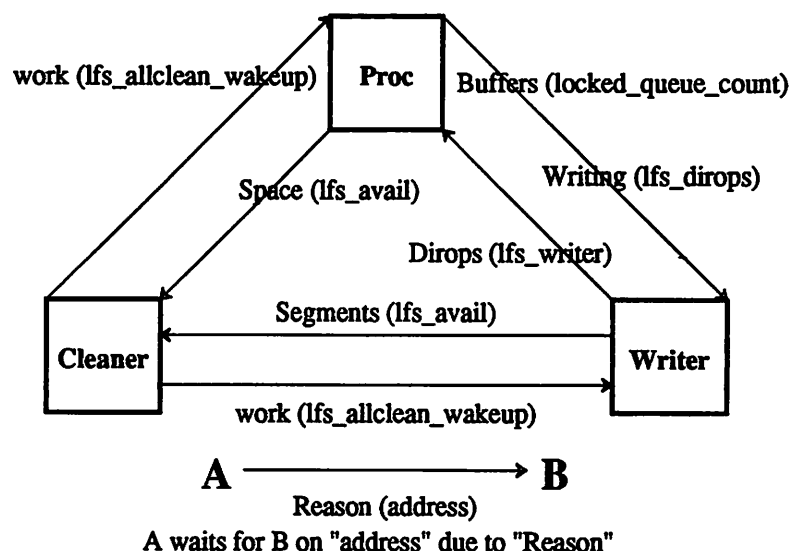 work (lfs_allclean_wakeup)
Proc
Buffers (locked_queue_count)
Space (lfs_avail)
Writing (lfs_dirops)
Dirops (lfs_writer)
Segments (lfs_avail)
Cleaner
Writer
work (lfs_allclean_wakeup)
A
B
Reason (address)
A waits for B on "address" due to "Reason"